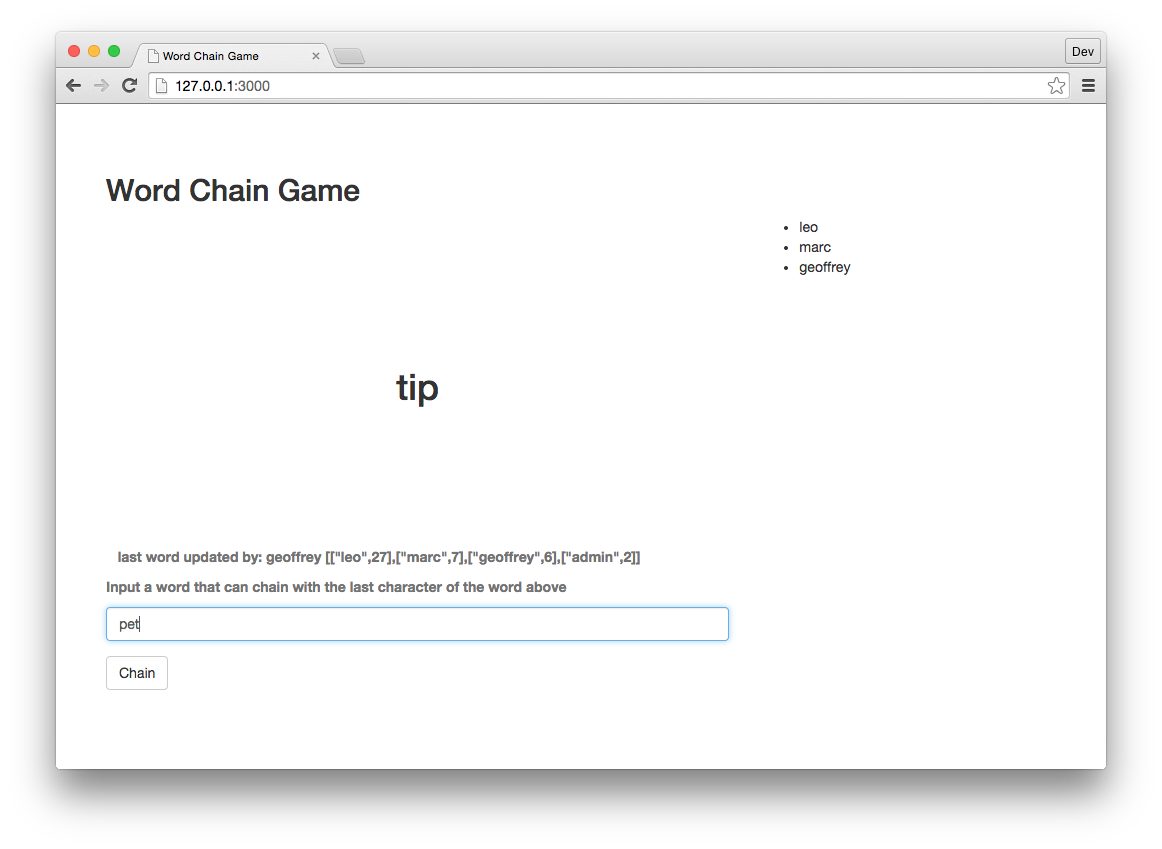 Word Chain Game
Dev
127.0.0.1:3000
Word Chain Game
leo
marc
geoffrey
tip
last word updated by: geoffrey [["leo",27],["marc",7],["geoffrey",6],["admin",2]]
Input a word that can chain with the last character of the word above
pet
Chain